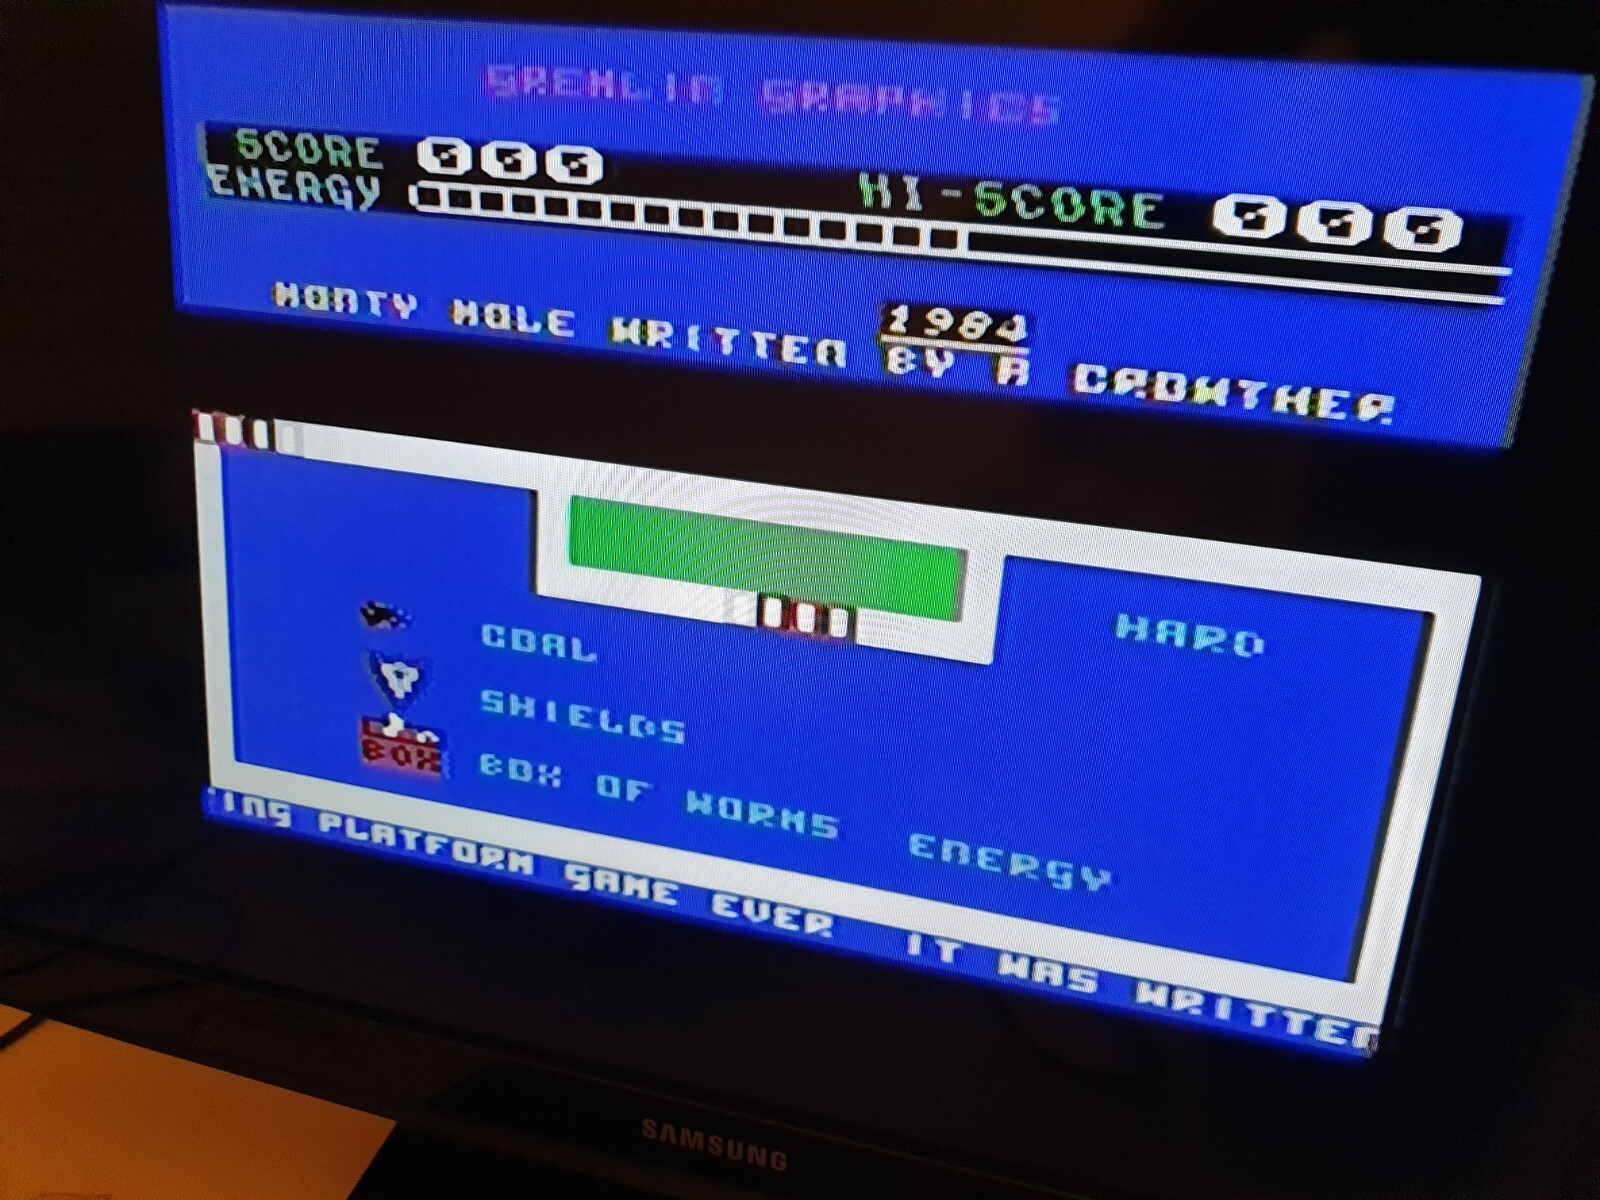 GREMLIN GRAPHICS
SCORE 000
HI-SCORE 000
ENERGY
1984
MONTY MOLE WRITTEN BY A CROWTHER
HARD
COAL
SHIELDS
BOX
BOX OF WORMS ENERGY
ING PLATFORM GAME EVER IT WAS WRITTEN
SAMSUNG